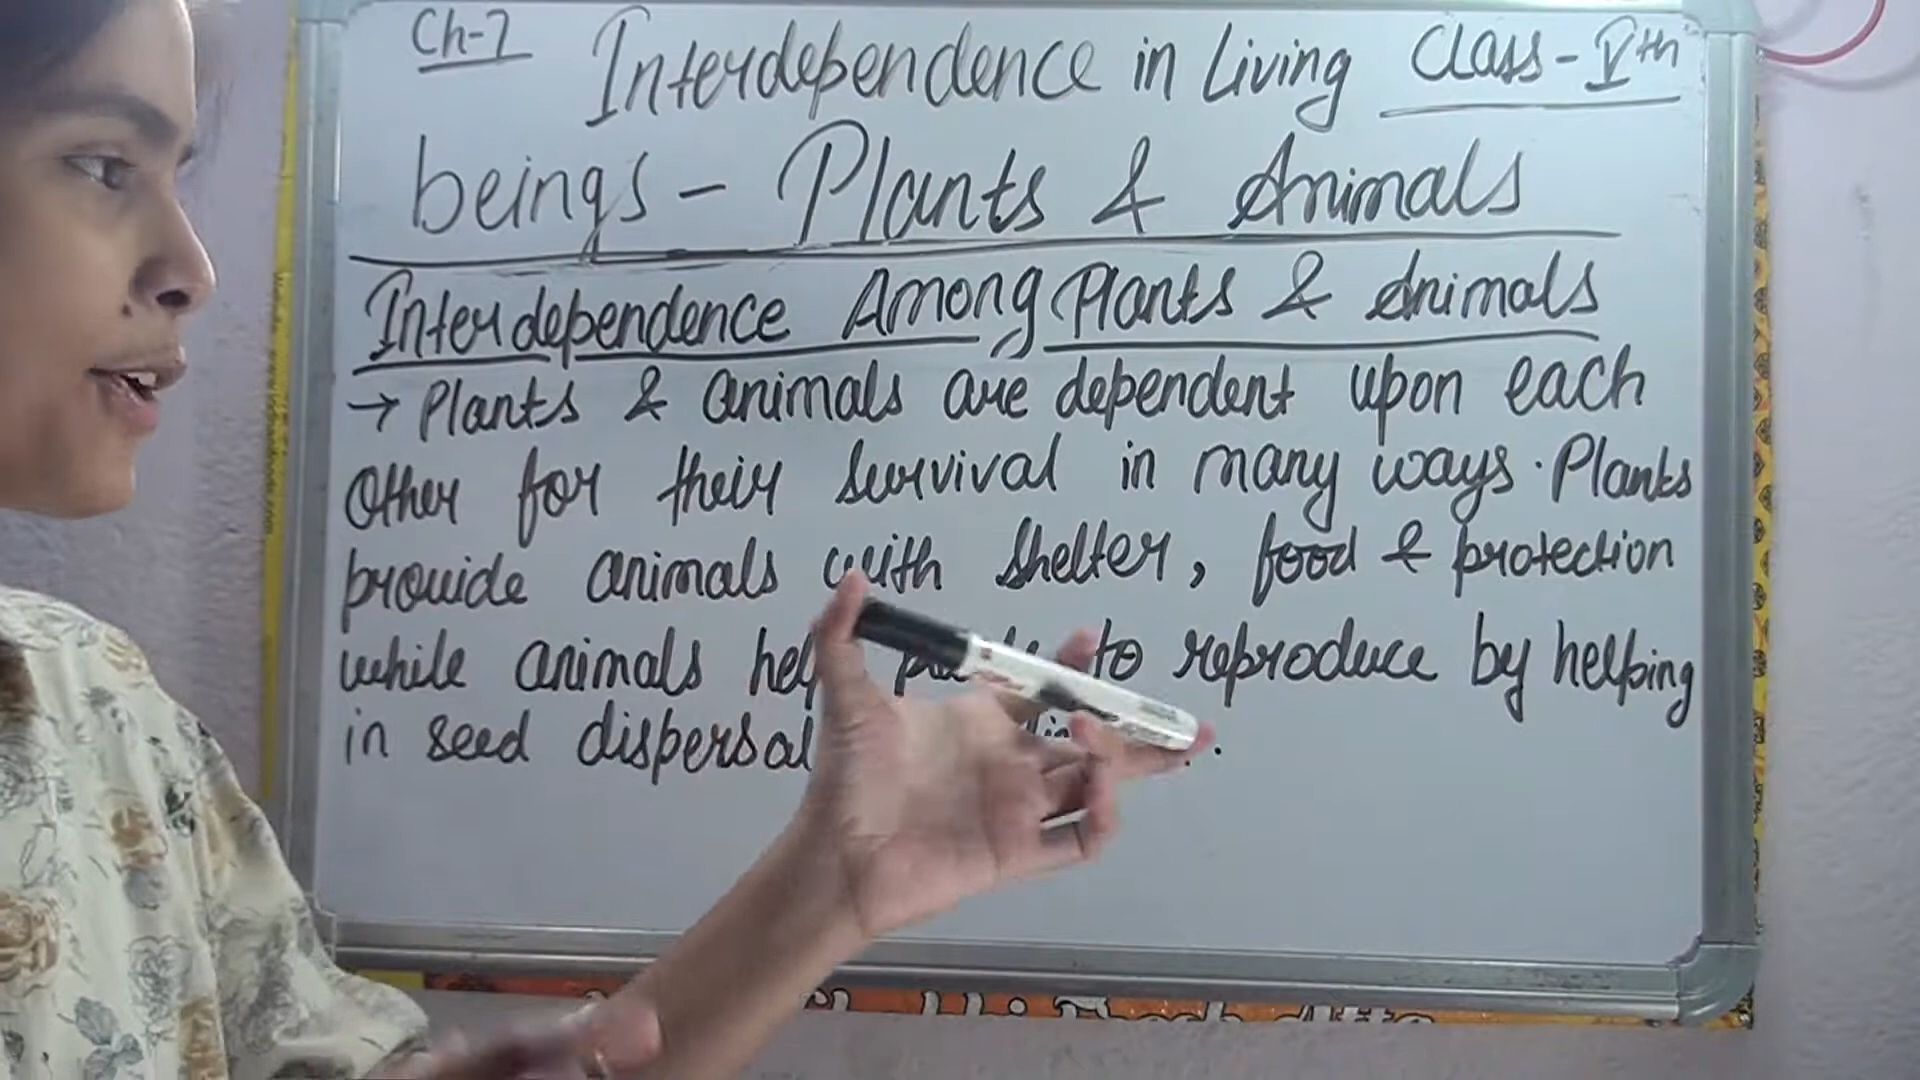 Ch-7 Interdependence in Living Class-Vth
beings - Plants & Animals
Interdependence Among Plants & Animals
→ Plants & animals are dependent upon each
Other for their survival in many ways. Plants
provide animals with shelter, food & protection
while animals help to reproduce by helping
in seed dispersal